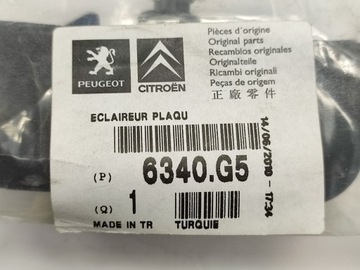 Pièces d'origine
Original parts
Recambios originales
Originalteile
Ricambi originali
Peças de origem
正廠零件
PEUGEOT
CITROËN
ECLAIREUR PLAQU
(P) 6340.G5
(Q) 1
MADE IN TR TURQUIE
14/06/2010 - 17:34